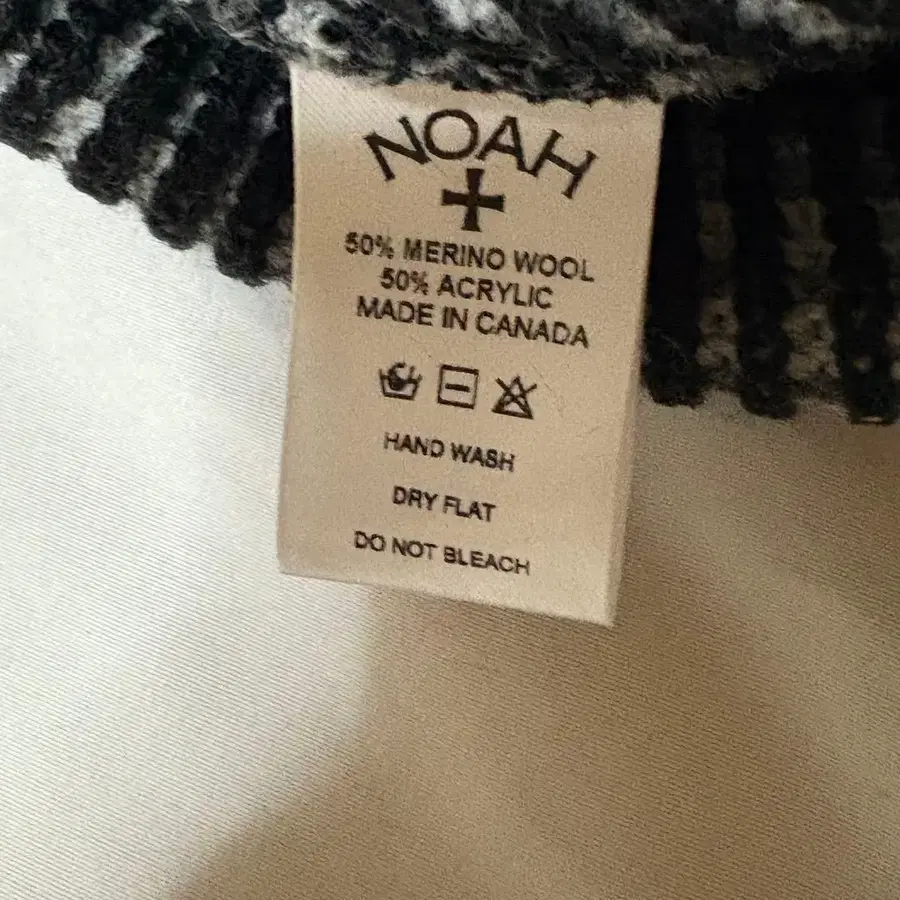 NOAH
50% MERINO WOOL
50% ACRYLIC
MADE IN CANADA
HAND WASH
DRY FLAT
DO NOT BLEACH